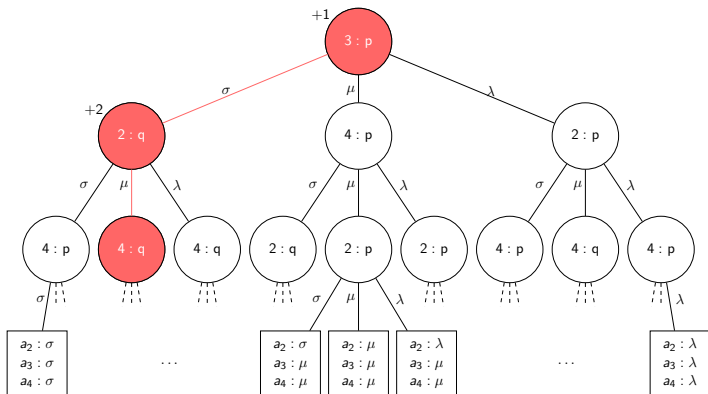 +1
3 : p
σ
μ
λ
+2
2 : q
4 : p
2 : p
σ
μ
λ
σ
μ
λ
σ
μ
λ
4 : p
4 : q
4 : q
2 : q
2 : p
2 : p
4 : p
4 : q
4 : p
σ
σ
μ
λ
λ
a₂ : σ
a₃ : σ
a₄ : σ
...
a₂ : σ
a₃ : μ
a₄ : μ
a₂ : μ
a₃ : μ
a₄ : μ
a₂ : λ
a₃ : μ
a₄ : μ
...
a₂ : λ
a₃ : λ
a₄ : λ